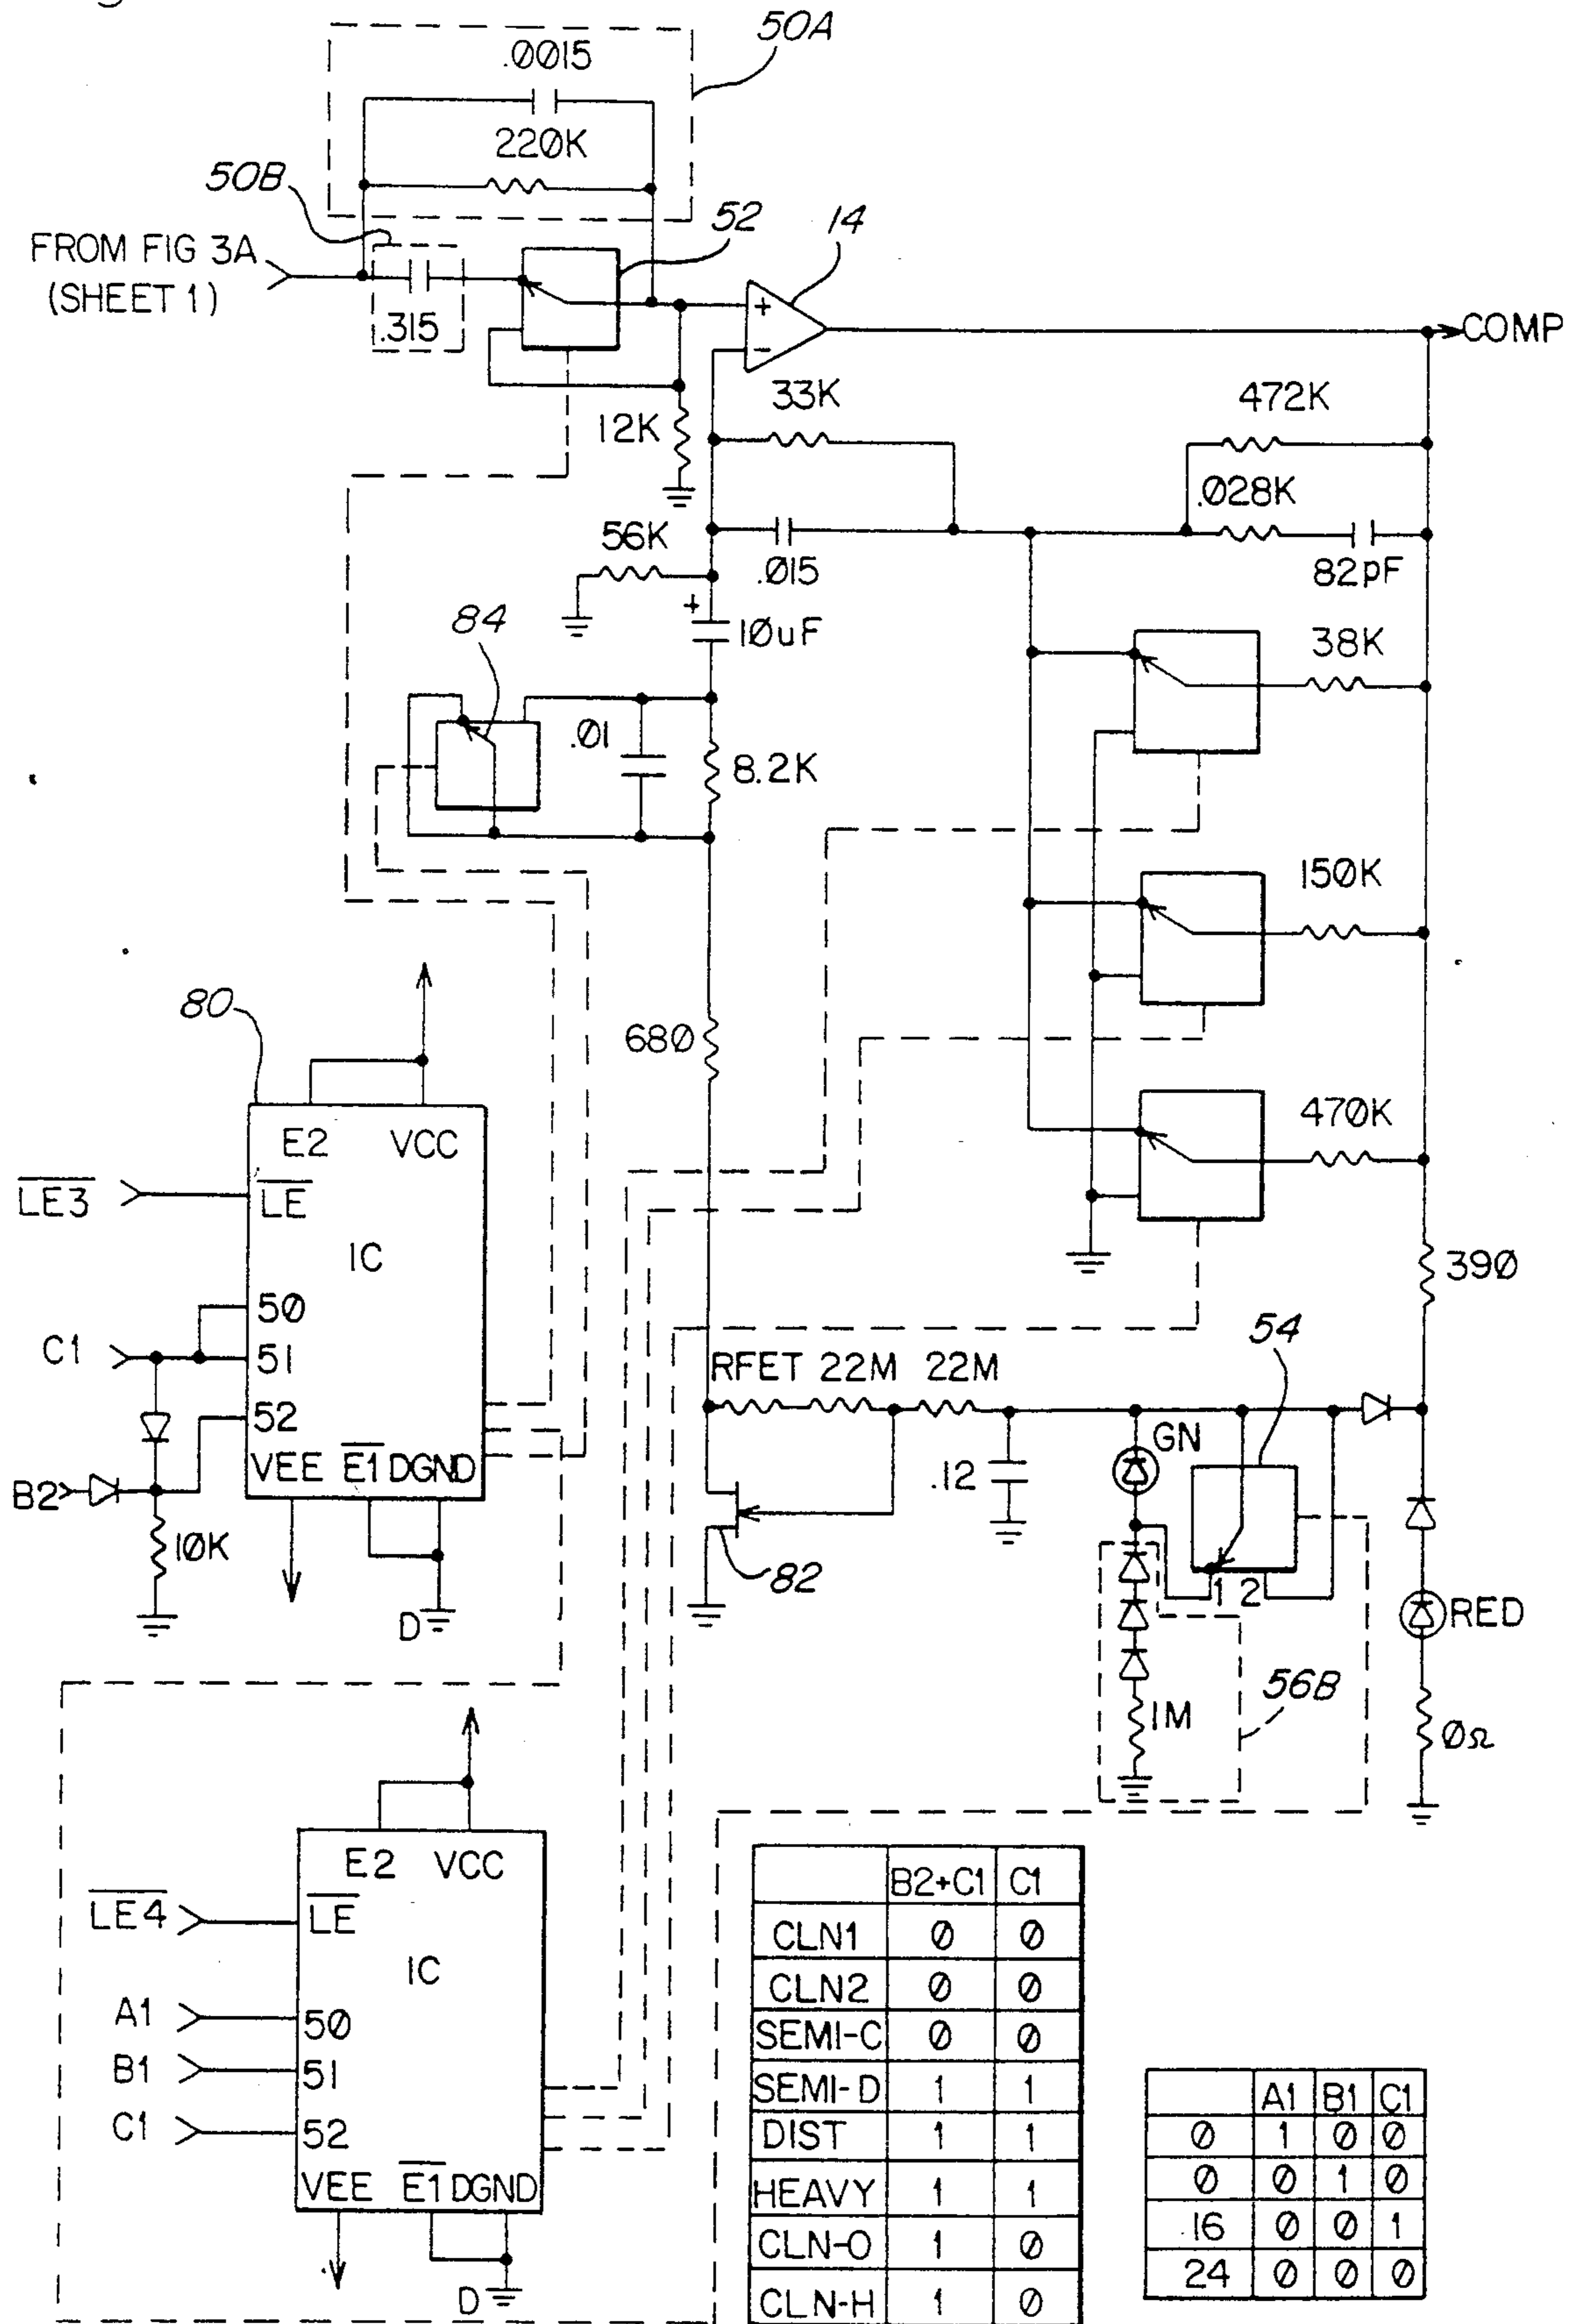 50A
.0015
220K
50B
52
14
FROM FIG 3A
(SHEET 1)
.315
+
−
COMP
12K
33K
472K
.028K
56K
.015
82pF
+
10uF
84
38K
.01
8.2K
150K
80
680
470K
E2 VCC
LE3
LE
IC
50
C1
51
52
VEE E1 DGND
B2
10K
D
390
54
RFET 22M 22M
GN
.12
82
1 2
RED
56B
1M
0Ω
E2 VCC
LE4
LE
IC
A1
50
B1
51
C1
52
VEE E1 DGND
D
B2+C1 C1
CLN1 0 0
CLN2 0 0
SEMI-C 0 0
SEMI-D 1 1
DIST 1 1
HEAVY 1 1
CLN-O 1 0
CLN-H 1 0
A1 B1 C1
0 1 0 0
0 0 1 0
16 0 0 1
24 0 0 0